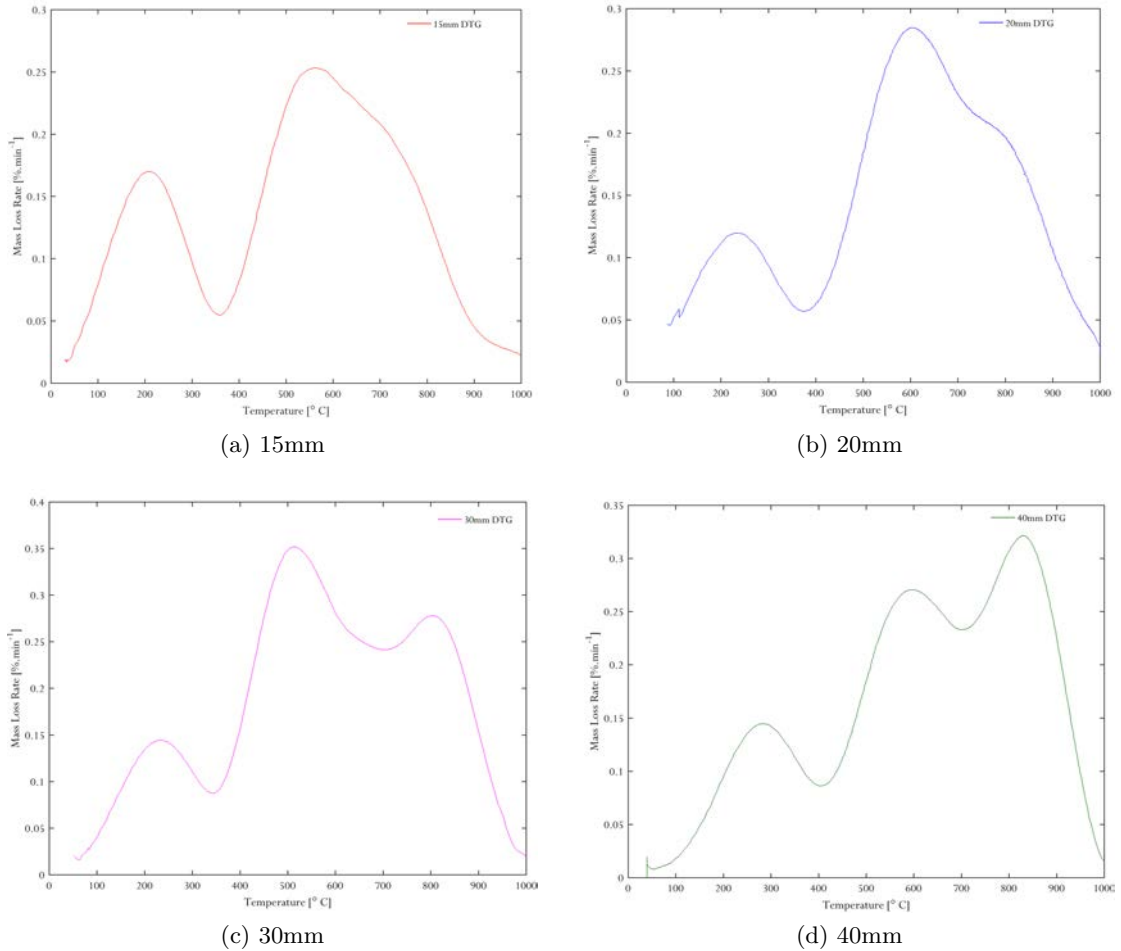 0.3
0.25
0.2
0.15
0.1
0.05
0
0 100 200 300 400 500 600 700 800 900 1000
Mass Loss Rate [%.min⁻¹]
Temperature [° C]
15mm DTG
(a) 15mm
0.3
0.25
0.2
0.15
0.1
0.05
0
0 100 200 300 400 500 600 700 800 900 1000
Mass Loss Rate [%.min⁻¹]
Temperature [° C]
20mm DTG
(b) 20mm
0.4
0.35
0.3
0.25
0.2
0.15
0.1
0.05
0
0 100 200 300 400 500 600 700 800 900 1000
Mass Loss Rate [%.min⁻¹]
Temperature [° C]
30mm DTG
(c) 30mm
0.35
0.3
0.25
0.2
0.15
0.1
0.05
0
0 100 200 300 400 500 600 700 800 900 1000
Mass Loss Rate [%.min⁻¹]
Temperature [° C]
40mm DTG
(d) 40mm